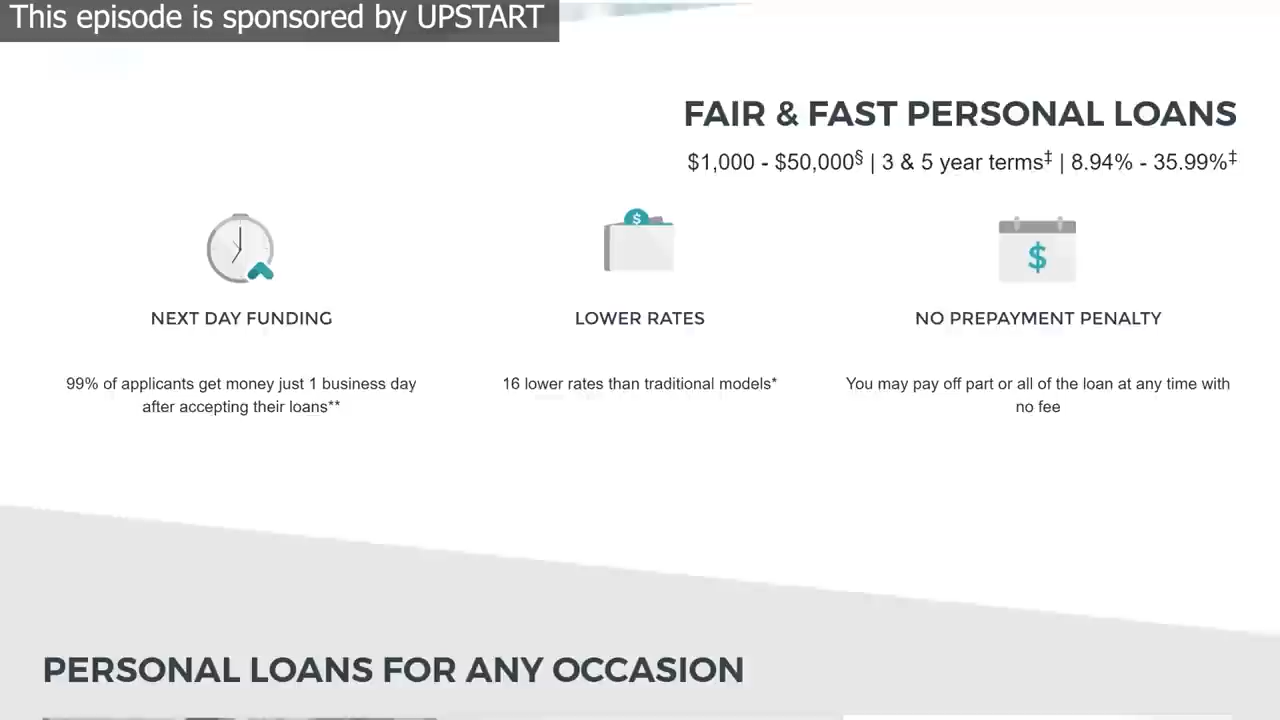 This episode is sponsored by UPSTART
FAIR & FAST PERSONAL LOANS
$1,000 - $50,000§ | 3 & 5 year terms‡ | 8.94% - 35.99%‡
$
$
NEXT DAY FUNDING
LOWER RATES
NO PREPAYMENT PENALTY
99% of applicants get money just 1 business day
after accepting their loans**
16 lower rates than traditional models*
You may pay off part or all of the loan at any time with
no fee
PERSONAL LOANS FOR ANY OCCASION